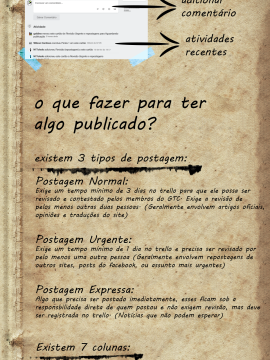 adicionar
comentário
atividades
recentes
o que fazer para ter
algo publicado?
existem 3 tipos de postagem:
Postagem Normal:
Exige um tempo mínimo de 3 dias no trello para que ele possa ser
revisado e contestado pelos membros do GTC. Exige a revisão de
pelo menos outras duas pessoas (Geralmente envolvem artigos oficiais,
opiniões e traduções do site)
Postagem Urgente:
Exige um tempo mínimo de 1 dia no trello e precisa ser revisado por
pelo menos uma outra pessoa (Geralmente envolvem repostagens de
outros sites, posts do Facebook, ou assunto mais urgentes)
Postagem Expressa:
Algo que precisa ser postado imediatamente, esses ficam sob a
responsabilidade direta de quem postou e não exigem revisão, mas deve
ser registrada no trello (Notícias que não podem esperar)
Existem 7 colunas: